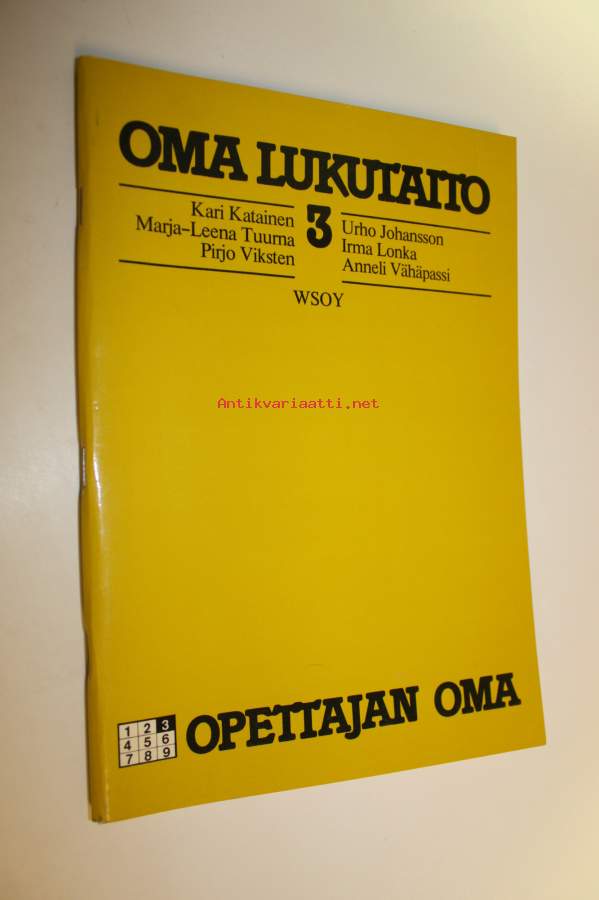 OMA LUKUTAITO
Kari Katainen
Marja-Leena Tuurna
Pirjo Viksten
3
Urho Johansson
Irma Lonka
Anneli Vähäpassi
WSOY
Antikvariaatti.net
1 2 3
4 5 6
7 8 9
OPETTAJAN OMA